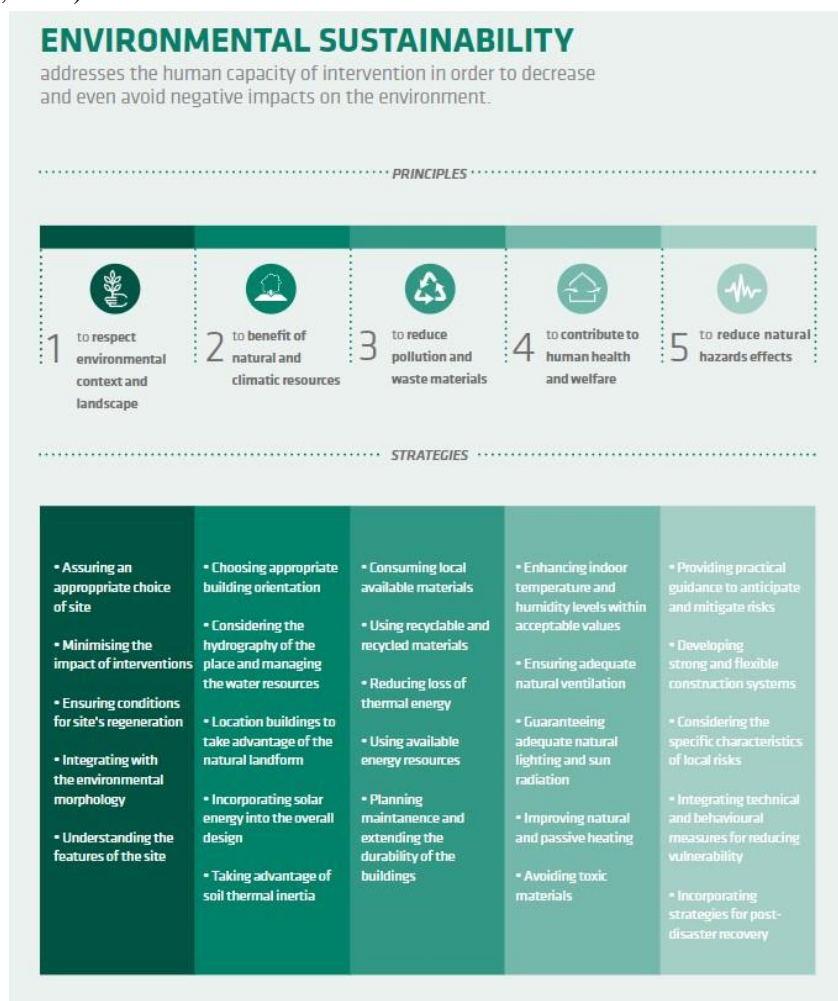 ENVIRONMENTAL SUSTAINABILITY
addresses the human capacity of intervention in order to decrease
and even avoid negative impacts on the environment.
PRINCIPLES
1
to respect
environmental
context and
landscape
2
to benefit of
natural and
climatic resources
3
to reduce
pollution and
waste materials
4
to contribute to
human health
and welfare
5
to reduce natural
hazards effects
STRATEGIES
• Assuring an
approppriate choice
of site
• Minimising the
impact of interventions
• Ensuring conditions
for site's regeneration
• Integrating with
the environmental
morphology
• Understanding the
features of the site
• Choosing appropriate
building orientation
• Considering the
hydrography of the
place and managing
the water resources
• Location buildings to
take advantage of the
natural landform
• Incorporating solar
energy into the overall
design
• Taking advantage of
soil thermal inertia
• Consuming local
available materials
• Using recyclable and
recycled materials
• Reducing loss of
thermal energy
• Using available
energy resources
• Planning
maintanence and
extending the
durability of the
buildings
• Enhancing indoor
temperature and
humidity levels within
acceptable values
• Ensuring adequate
natural ventilation
• Guaranteeing
adequate natural
lighting and sun
radiation
• Improving natural
and passive heating
• Avoiding toxic
materials
• Providing practical
guidance to anticipate
and mitigate risks
• Developing
strong and flexible
construction systems
• Considering the
specific characteristics
of local risks
• Integrating technical
and behavioural
measures for reducing
vulnerability
• Incorporating
strategies for post-
disaster recovery